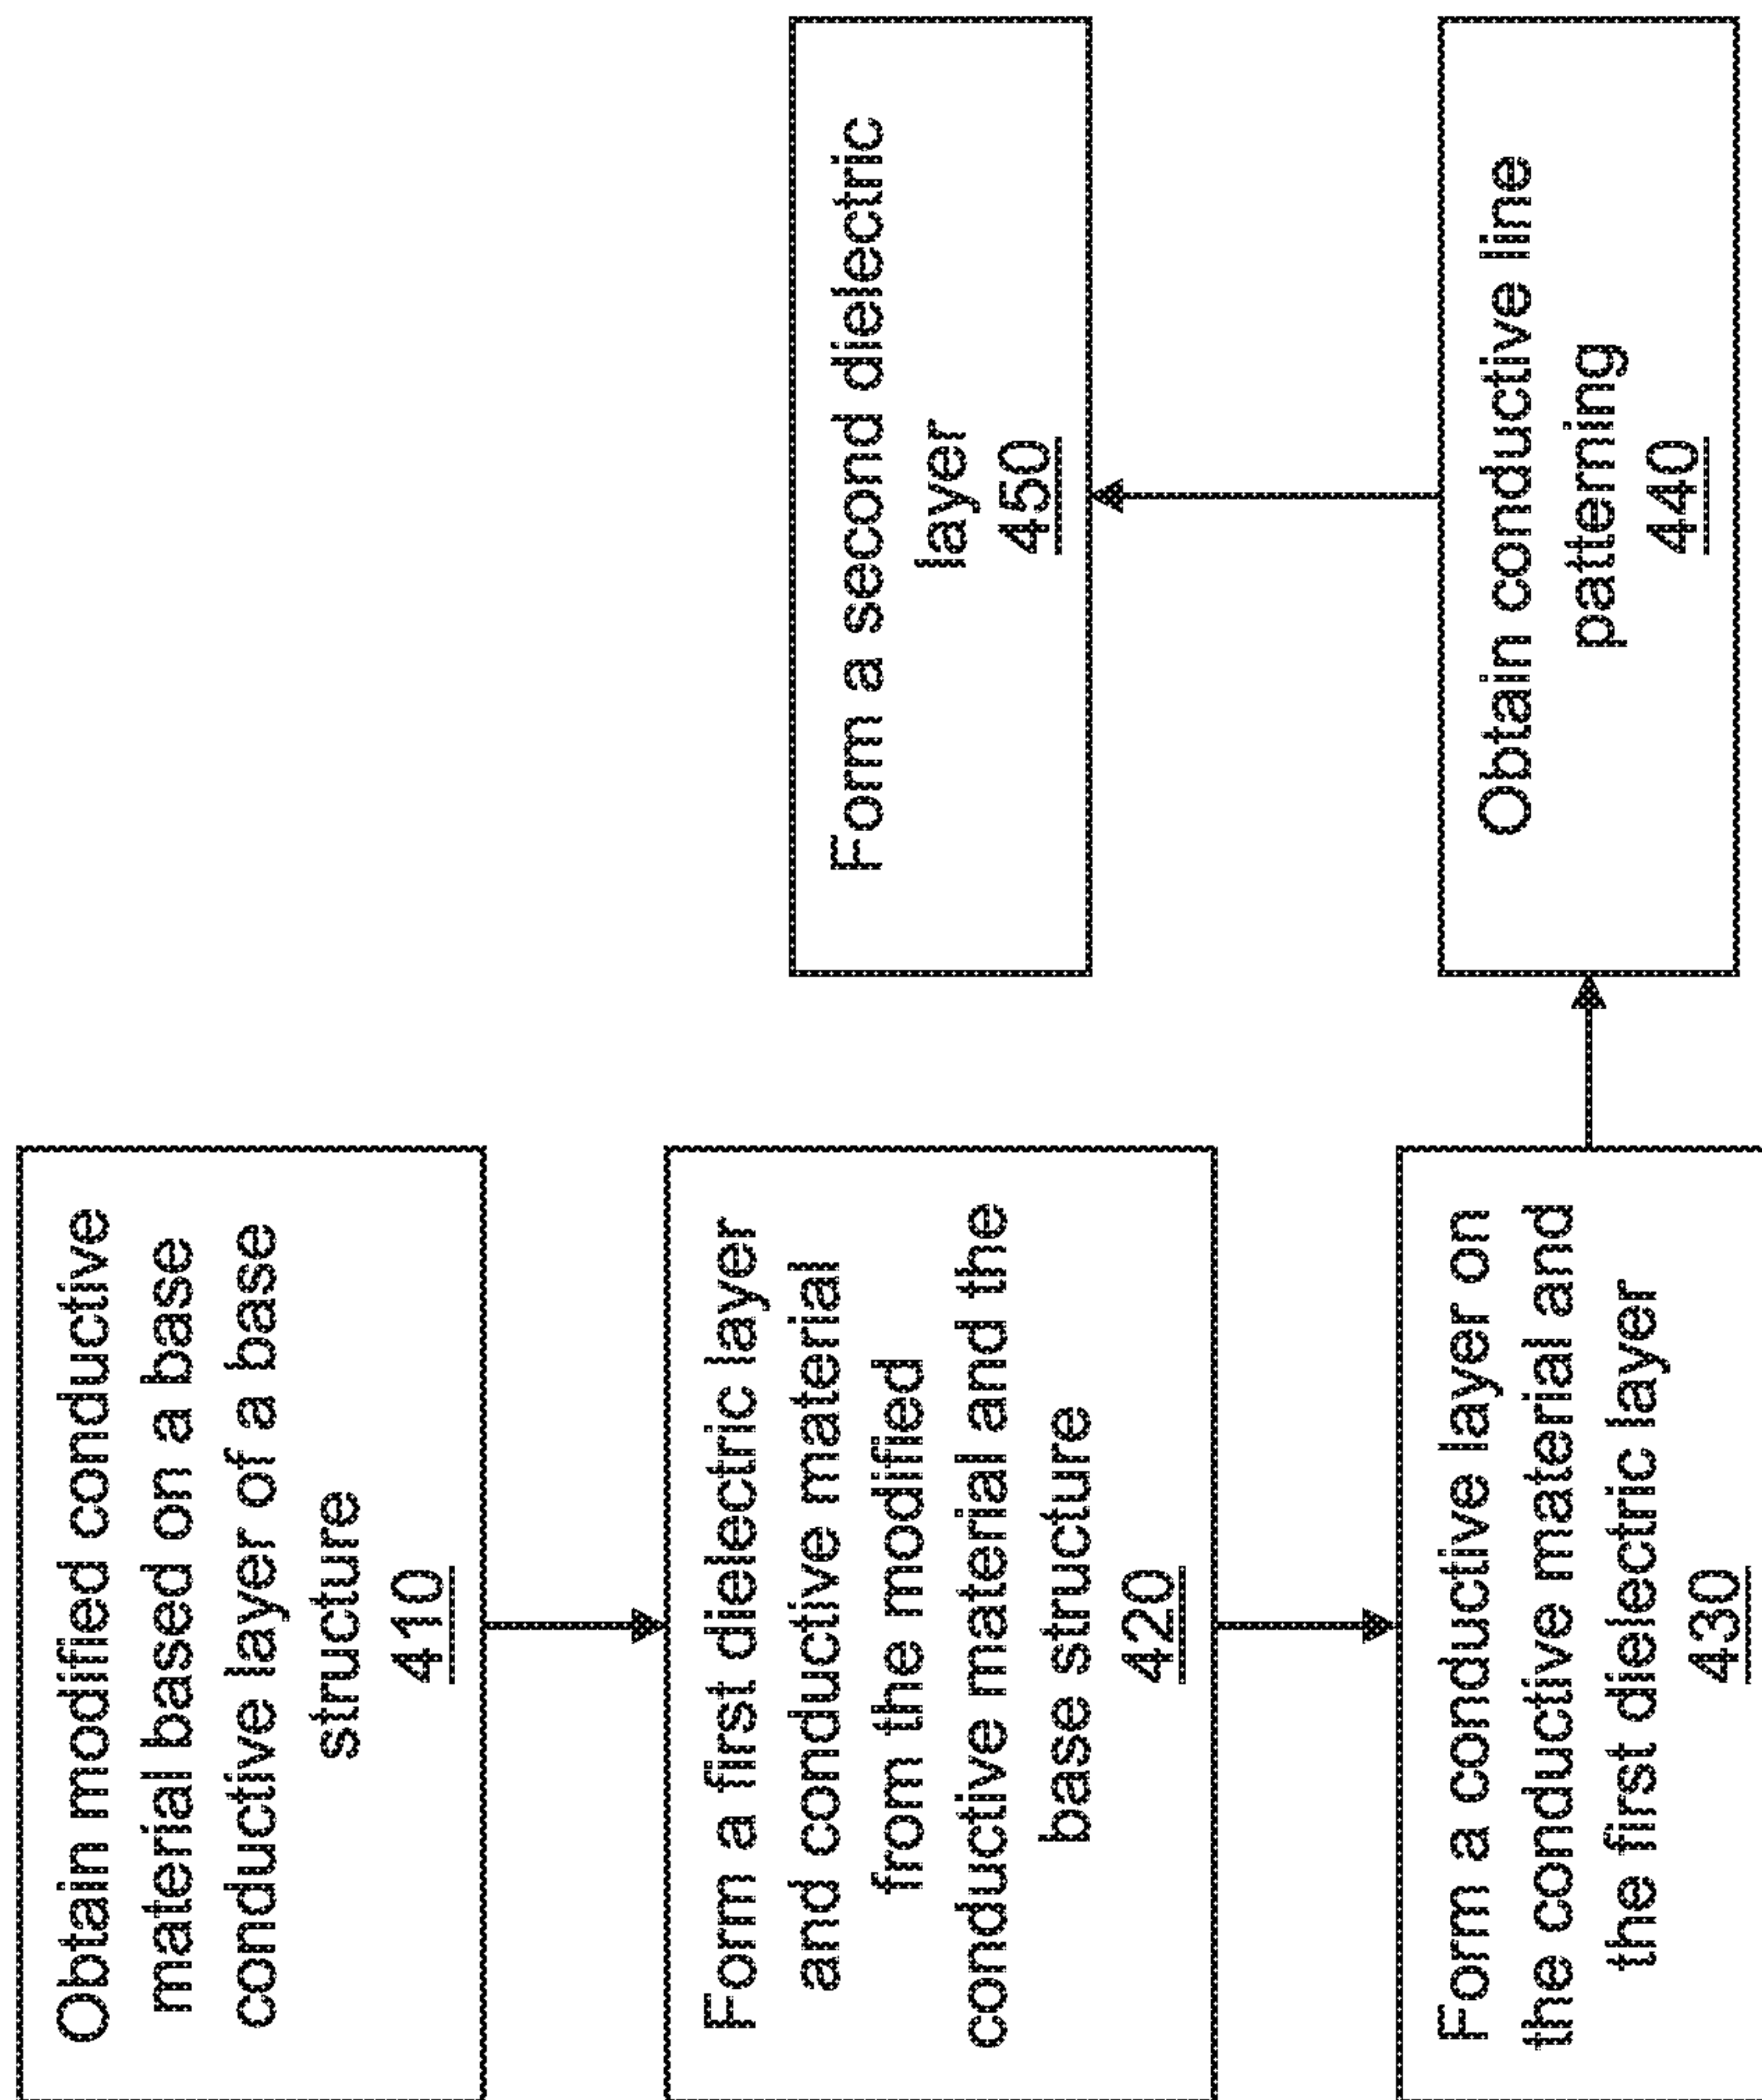 Obtain modified conductive
material based on a base
conductive layer of a base
structure
410
Form a first dielectric layer
and conductive material
from the modified
conductive material and the
base structure
420
Form a conductive layer on
the conductive material and
the first dielectric layer
430
Obtain conductive line
patterning
440
Form a second dielectric
layer
450